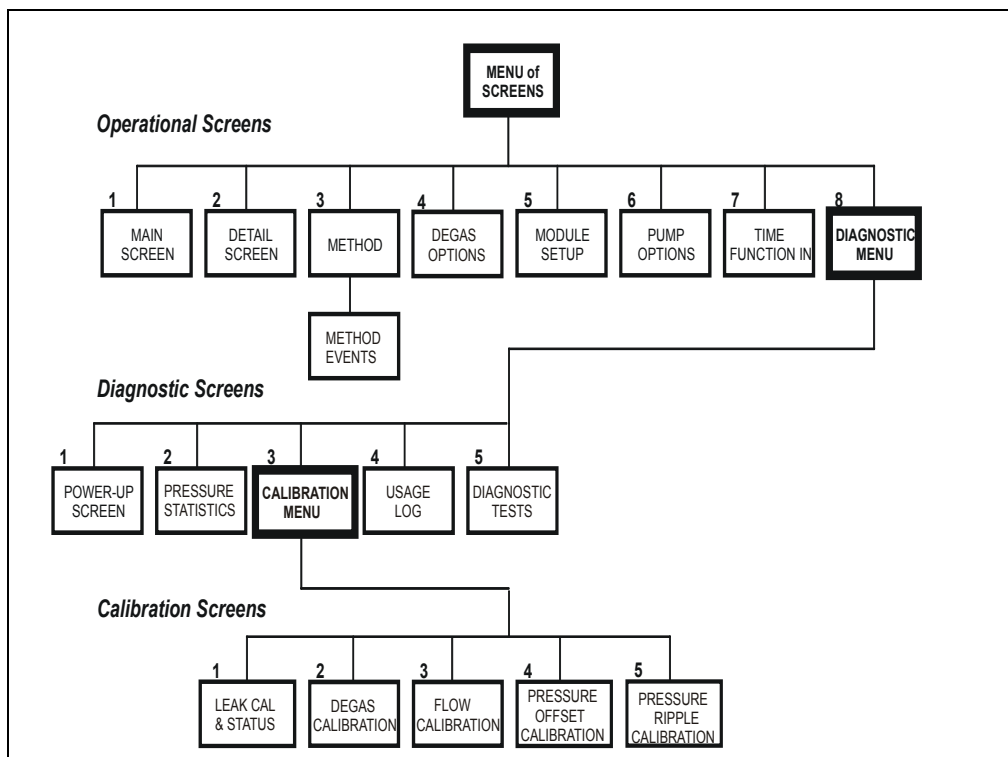 MENU of
SCREENS
Operational Screens
1
MAIN
SCREEN
2
DETAIL
SCREEN
3
METHOD
4
DEGAS
OPTIONS
5
MODULE
SETUP
6
PUMP
OPTIONS
7
TIME
FUNCTION IN
8
DIAGNOSTIC
MENU
METHOD
EVENTS
Diagnostic Screens
1
POWER-UP
SCREEN
2
PRESSURE
STATISTICS
3
CALIBRATION
MENU
4
USAGE
LOG
5
DIAGNOSTIC
TESTS
Calibration Screens
1
LEAK CAL
& STATUS
2
DEGAS
CALIBRATION
3
FLOW
CALIBRATION
4
PRESSURE
OFFSET
CALIBRATION
5
PRESSURE
RIPPLE
CALIBRATION